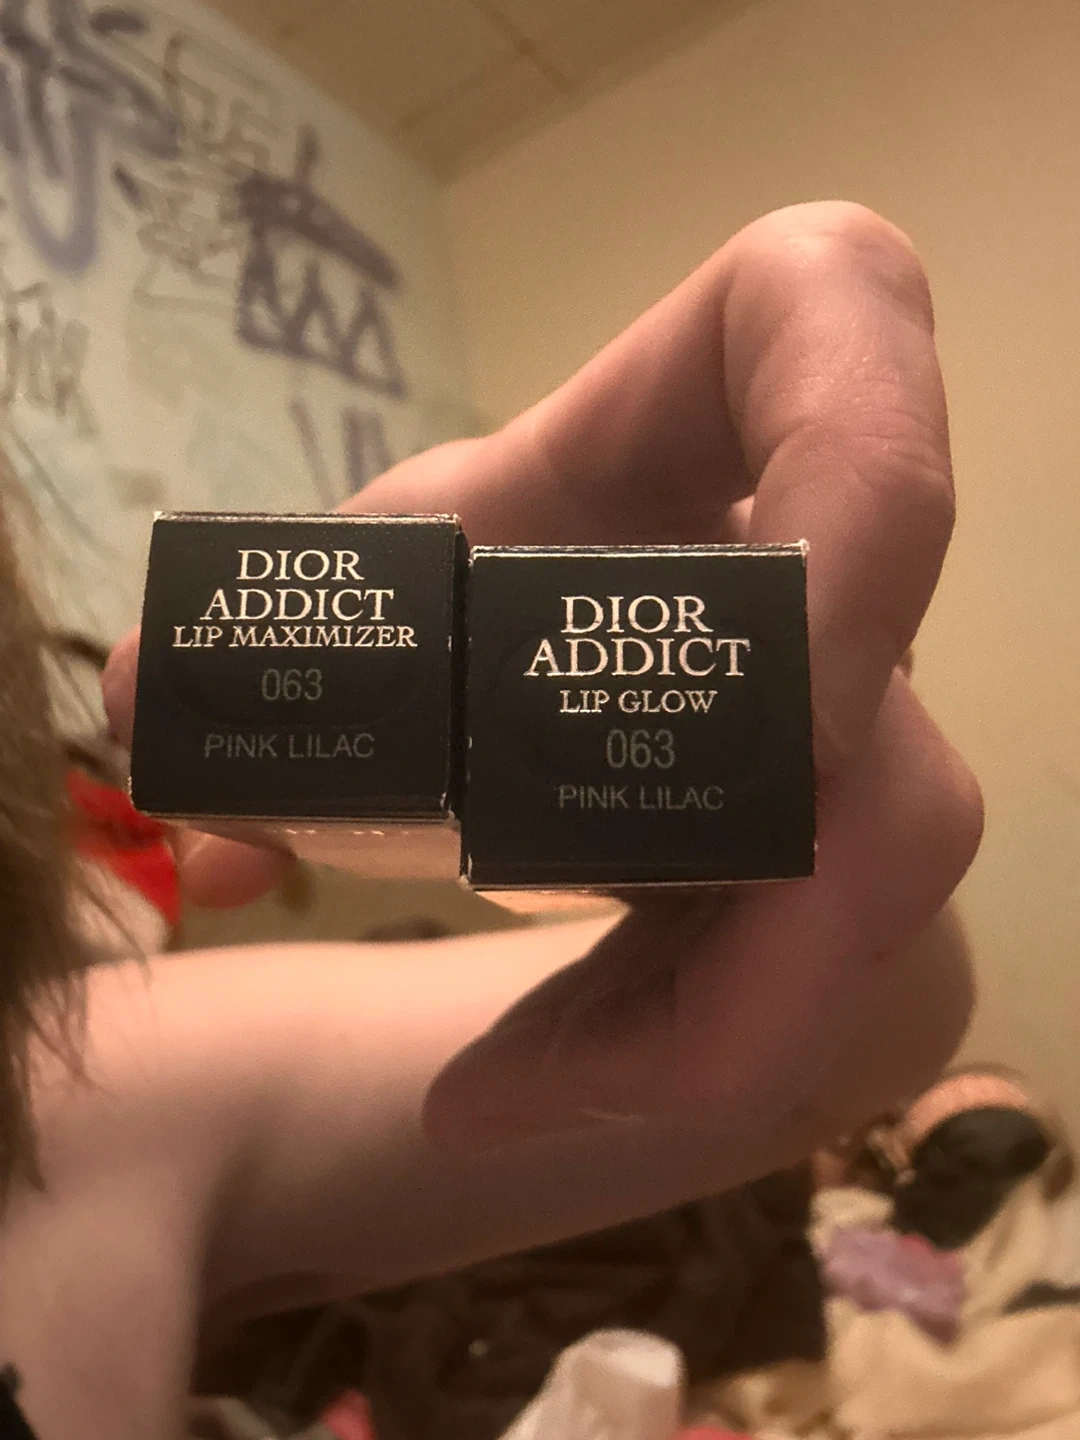 DIOR
ADDICT
LIP MAXIMIZER
063
PINK LILAC
DIOR
ADDICT
LIP GLOW
063
PINK LILAC